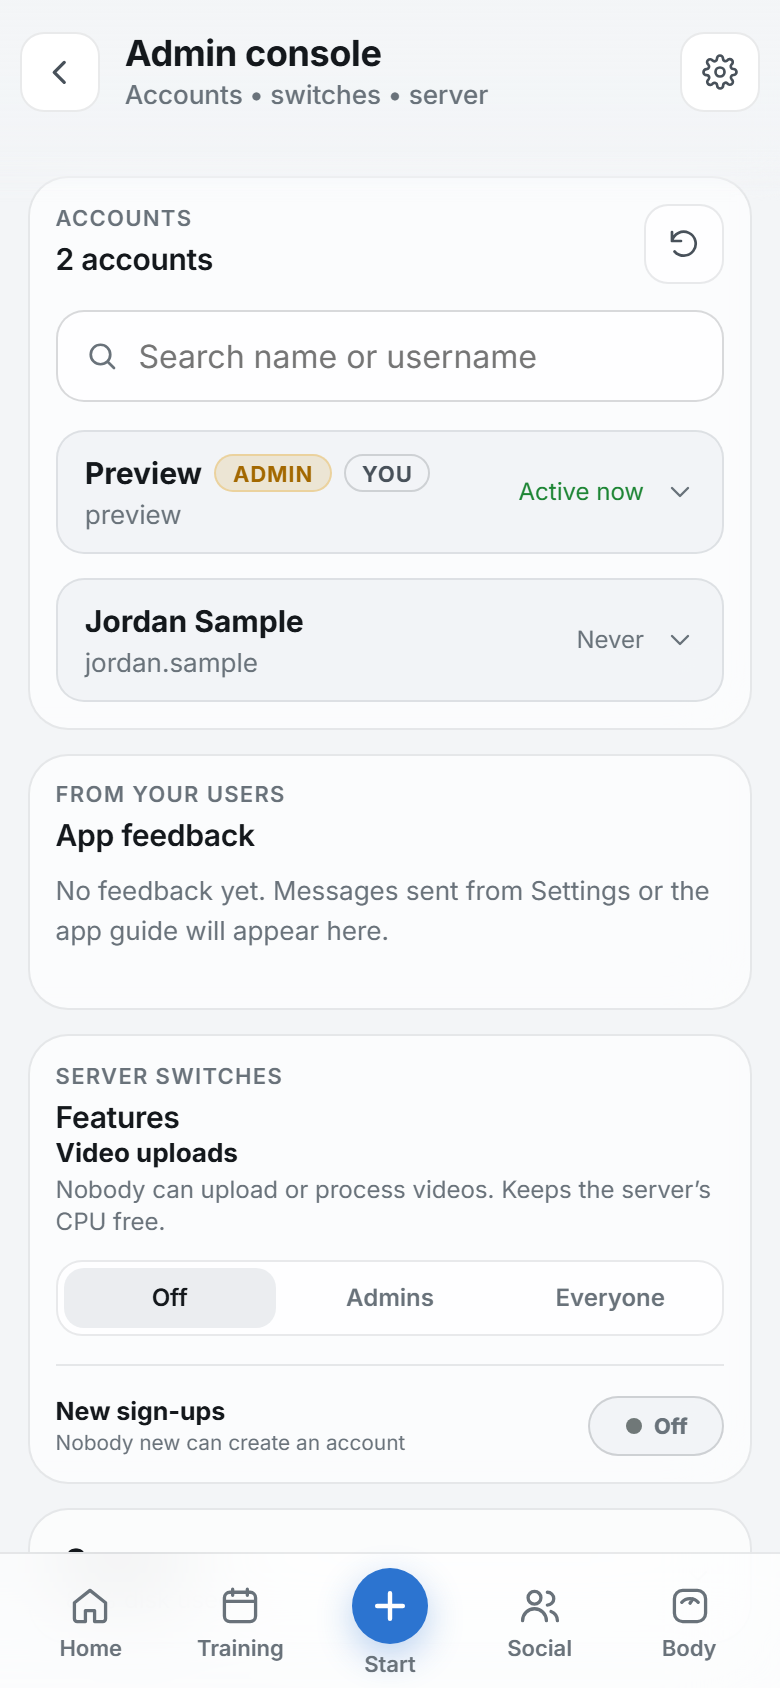 Admin console
Accounts • switches • server
ACCOUNTS
2 accounts
Search name or username
Preview ADMIN YOU
preview
Active now
Jordan Sample
jordan.sample
Never
FROM YOUR USERS
App feedback
No feedback yet. Messages sent from Settings or the
app guide will appear here.
SERVER SWITCHES
Features
Video uploads
Nobody can upload or process videos. Keeps the server’s
CPU free.
Off Admins Everyone
New sign-ups
Nobody new can create an account
Off
Home Training Start Social Body